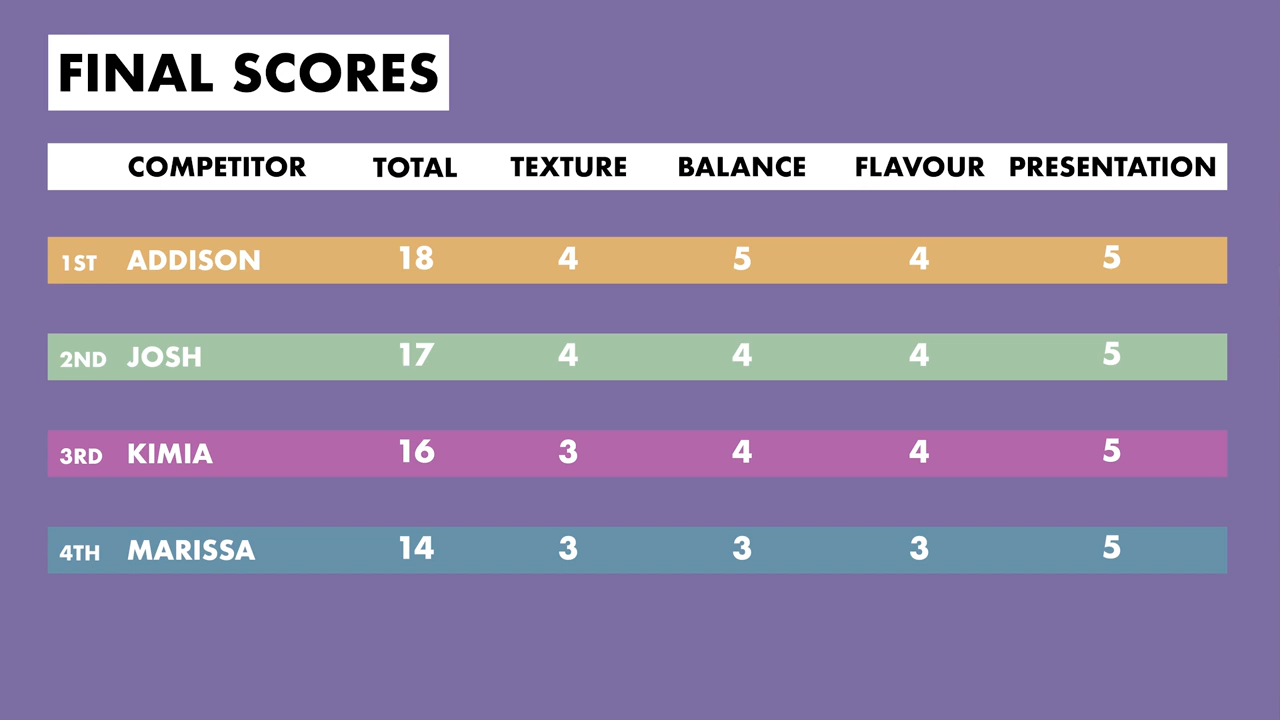 FINAL SCORES
COMPETITOR TOTAL TEXTURE BALANCE FLAVOUR PRESENTATION
1ST ADDISON 18 4 5 4 5
2ND JOSH 17 4 4 4 5
3RD KIMIA 16 3 4 4 5
4TH MARISSA 14 3 3 3 5